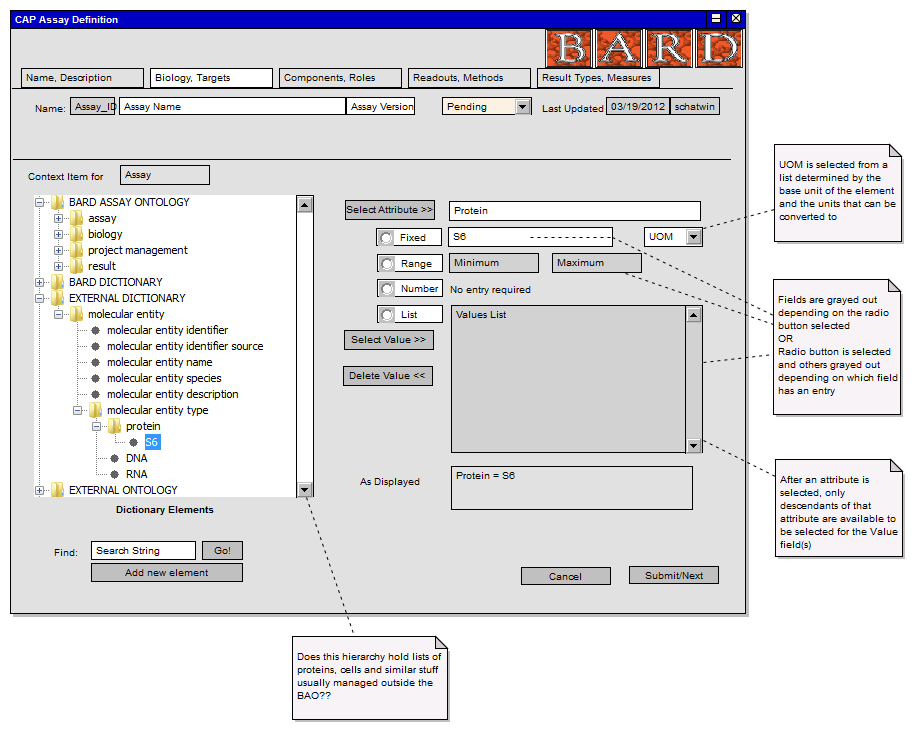 CAP Assay Definition
BARD
Name, Description
Biology, Targets
Components, Roles
Readouts, Methods
Result Types, Measures
Name:
Assay_ID
Assay Name
Assay Version
Pending
Last Updated
03/19/2012
schatwin
Context Item for
Assay
BARD ASSAY ONTOLOGY
assay
biology
project management
result
BARD DICTIONARY
EXTERNAL DICTIONARY
molecular entity
molecular entity identifier
molecular entity identifier source
molecular entity name
molecular entity species
molecular entity description
molecular entity type
protein
S6
DNA
RNA
EXTERNAL ONTOLOGY
Dictionary Elements
Find:
Search String
Go!
Add new element
Select Attribute >>
Protein
Fixed
S6
UOM
Range
Minimum
Maximum
Number
No entry required
List
Values List
Select Value >>
Delete Value <<
As Displayed
Protein = S6
Cancel
Submit/Next
UOM is selected from a
list determined by the
base unit of the element
and the units that can be
converted to
Fields are grayed out
depending on the radio
button selected
OR
Radio button is selected
and others grayed out
depending on which field
has an entry
After an attribute is
selected, only
descendants of that
attribute are available to
be selected for the Value
field(s)
Does this hierarchy hold lists of
proteins, cells and similar stuff
usually managed outside the
BAO??